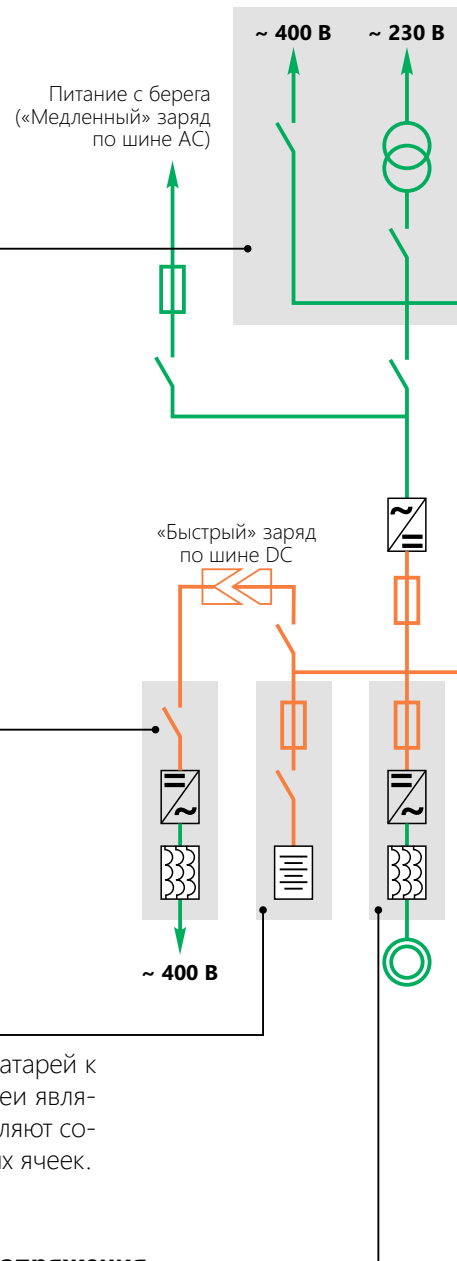 ~ 400 В ~ 230 В
Питание с берега
(«Медленный» заряд
по шине AC)
«Быстрый» заряд
по шине DC
~ 400 В
атарей к
еи явля-
ляют со-
их ячеек.